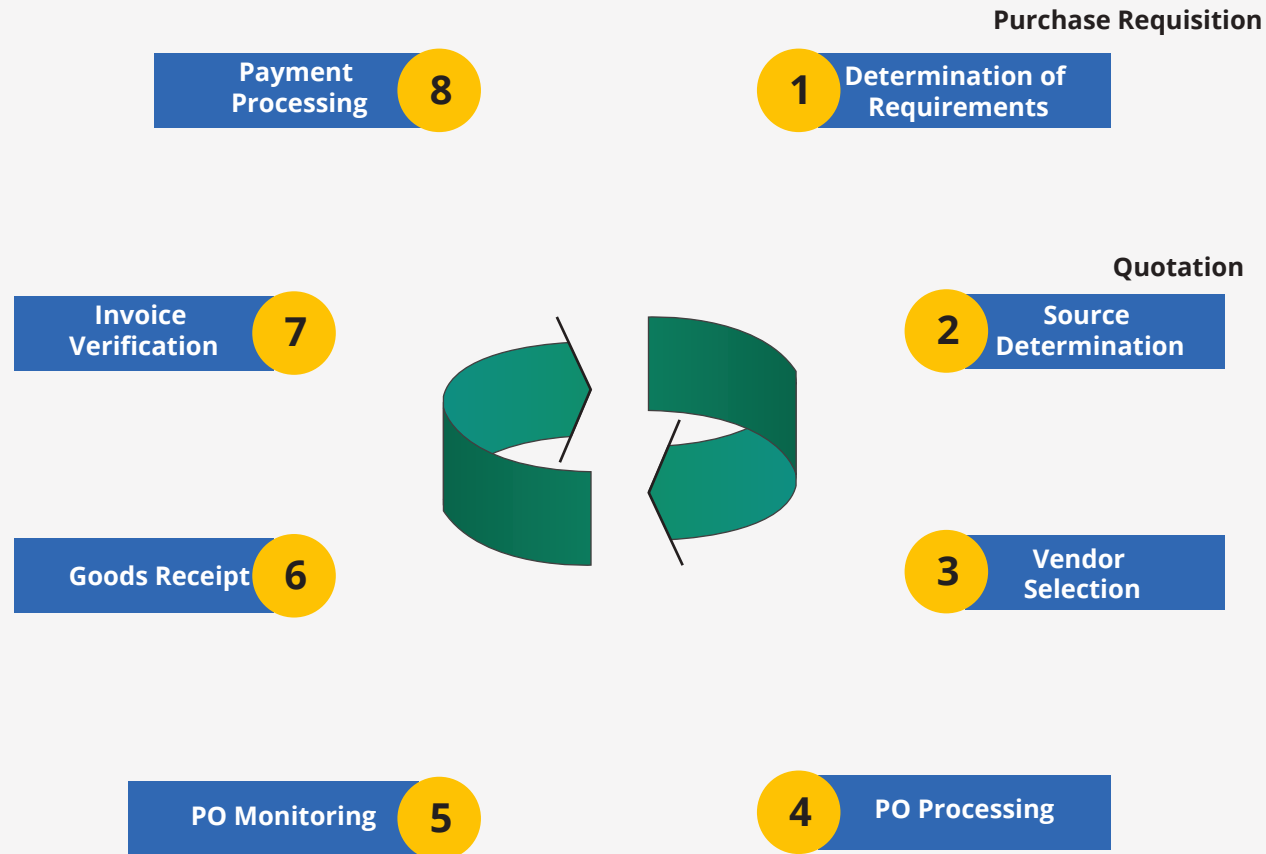 Purchase Requisition
Payment
Processing
8
1
Determination of
Requirements
Quotation
Invoice
Verification
7
2
Source
Determination
Goods Receipt
6
3
Vendor
Selection
PO Monitoring
5
4
PO Processing